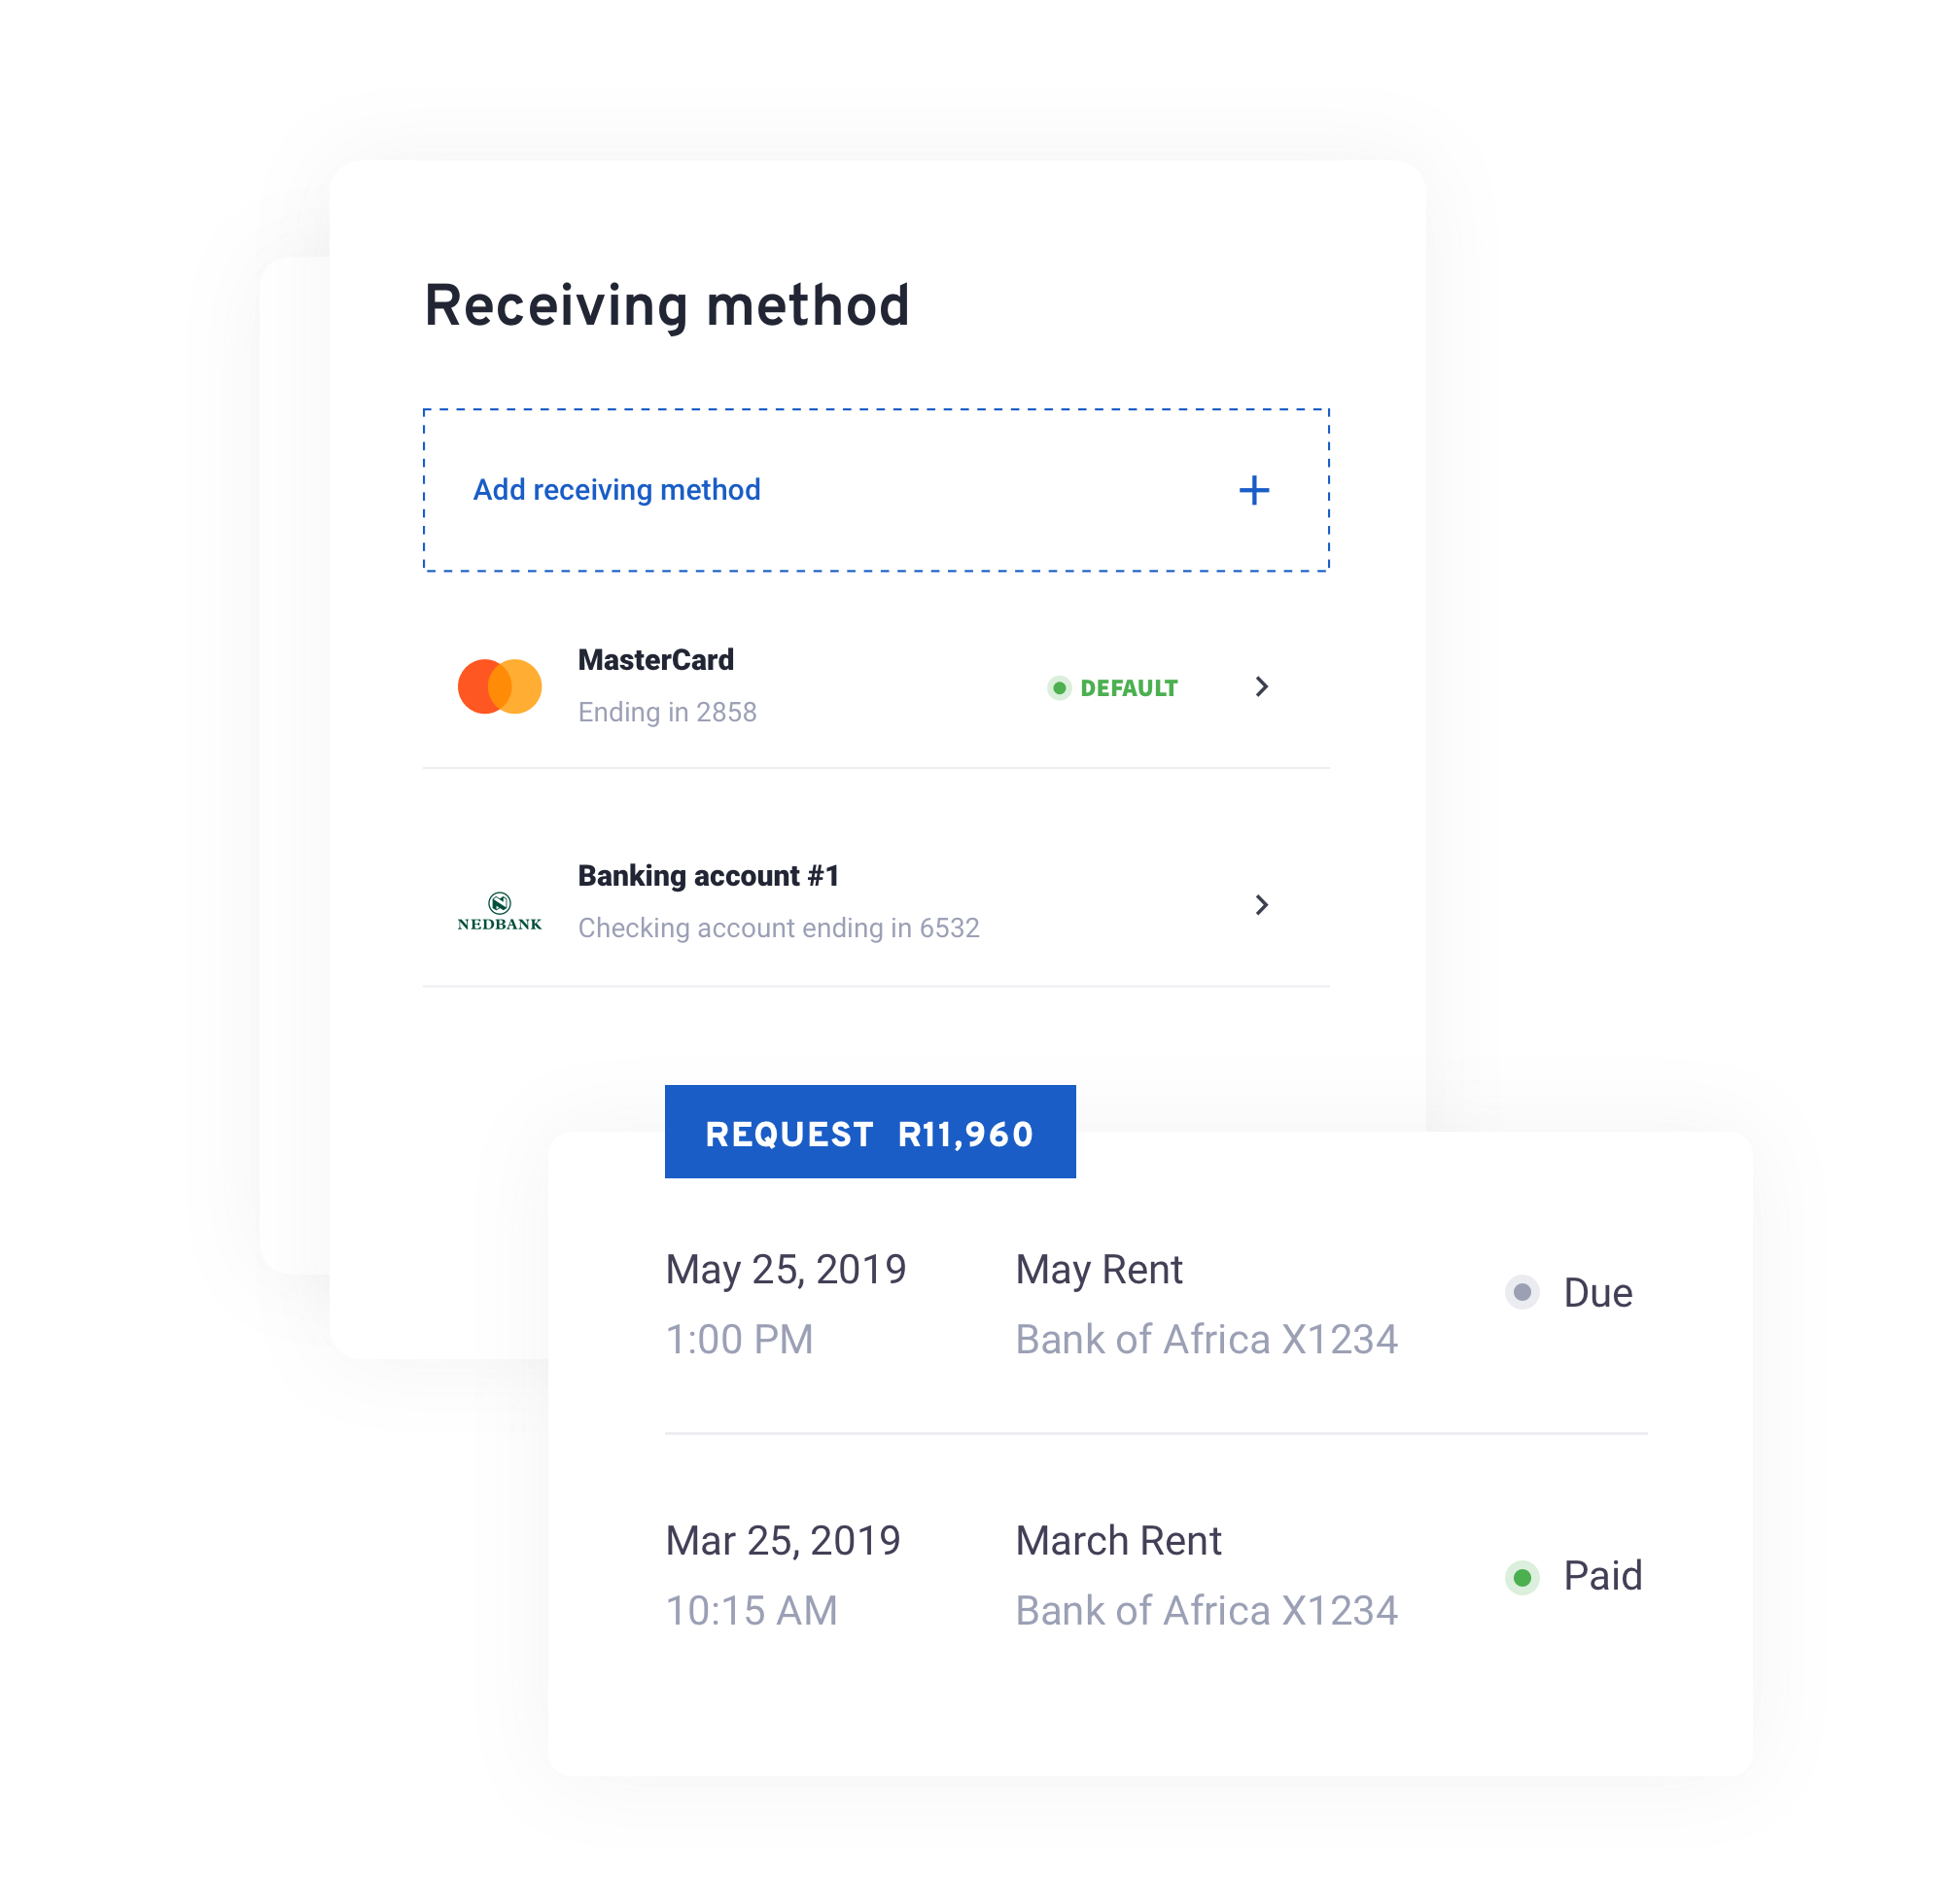 Receiving method
Add receiving method
MasterCard
Ending in 2858
DEFAULT
Banking account #1
NEDBANK
Checking account ending in 6532
REQUEST R11,960
May 25, 2019
May Rent
Due
1:00 PM
Bank of Africa X1234
Mar 25, 2019
March Rent
Paid
10:15 AM
Bank of Africa X1234